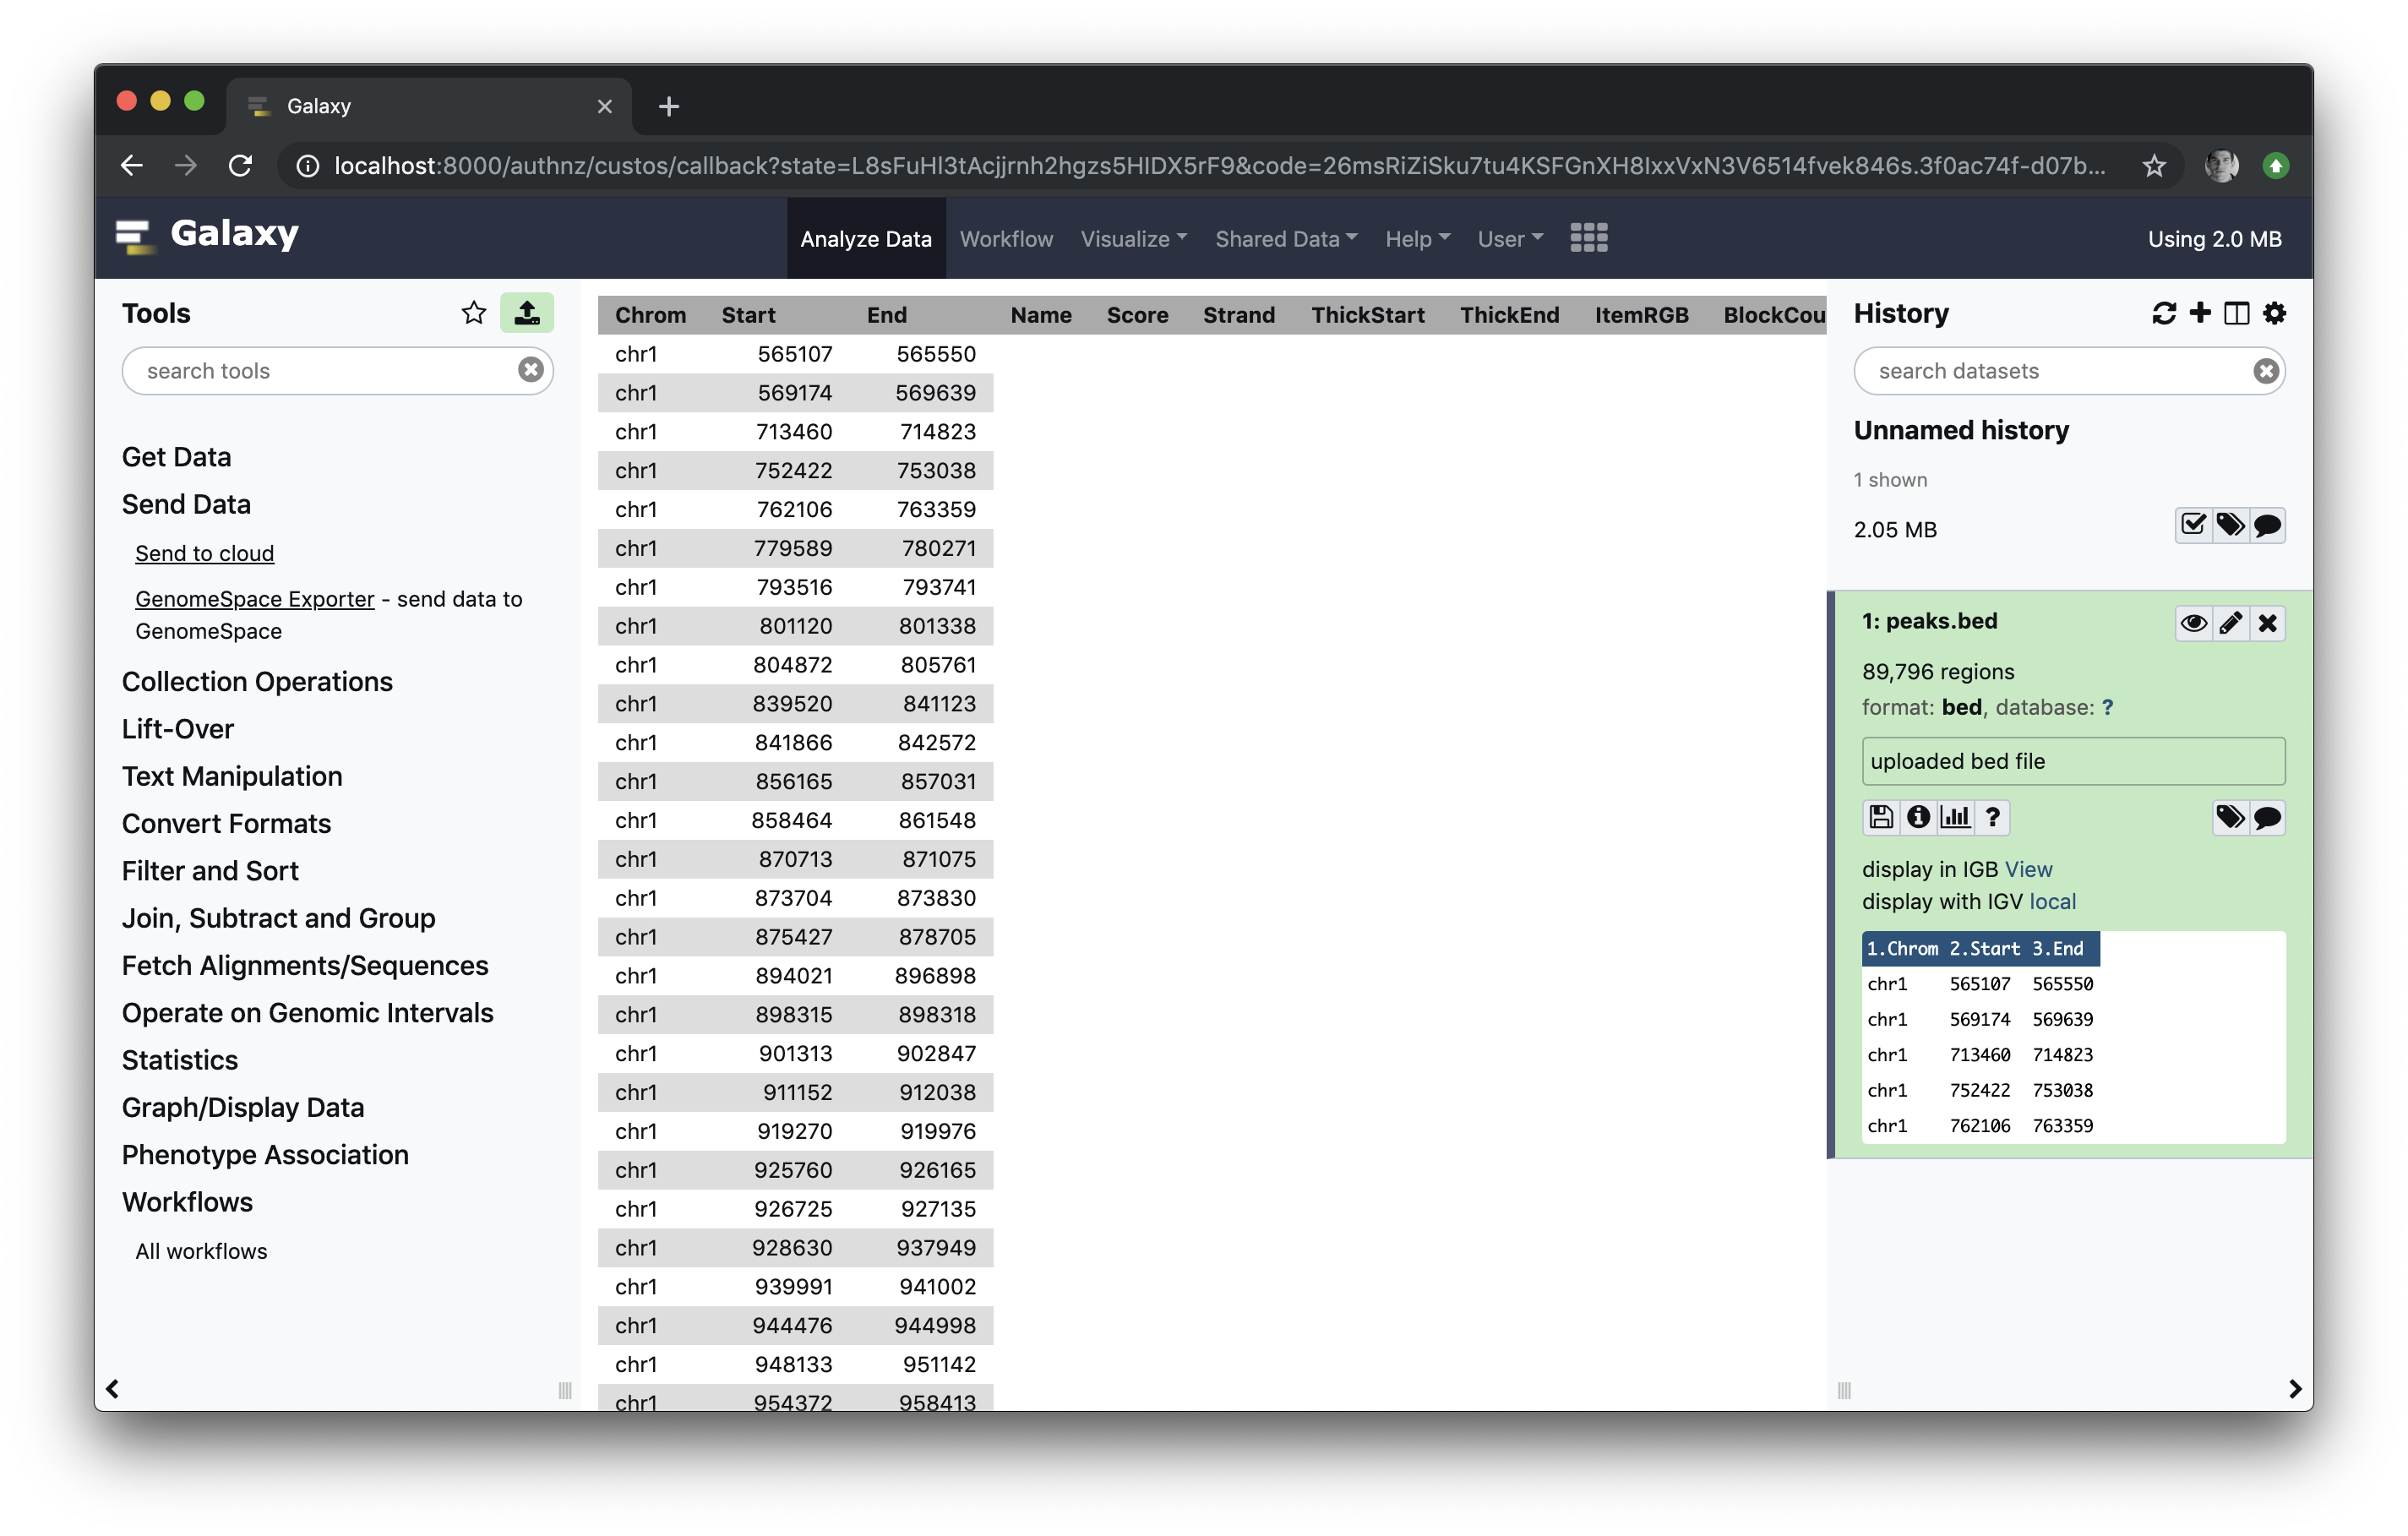 Galaxy
localhost:8000/authnz/custos/callback?state=L8sFuHl3tAcjjrnh2hgzs5HIDX5rF9&code=26msRiZiSku7tu4KSFGnXH8IxxVxN3V6514fvek846s.3f0ac74f-d07b...
Galaxy
Analyze Data Workflow Visualize Shared Data Help User
Using 2.0 MB
Tools
search tools
Get Data
Send Data
Send to cloud
GenomeSpace Exporter - send data to
GenomeSpace
Collection Operations
Lift-Over
Text Manipulation
Convert Formats
Filter and Sort
Join, Subtract and Group
Fetch Alignments/Sequences
Operate on Genomic Intervals
Statistics
Graph/Display Data
Phenotype Association
Workflows
All workflows
Chrom Start End Name Score Strand ThickStart ThickEnd ItemRGB BlockCou
chr1 565107 565550
chr1 569174 569639
chr1 713460 714823
chr1 752422 753038
chr1 762106 763359
chr1 779589 780271
chr1 793516 793741
chr1 801120 801338
chr1 804872 805761
chr1 839520 841123
chr1 841866 842572
chr1 856165 857031
chr1 858464 861548
chr1 870713 871075
chr1 873704 873830
chr1 875427 878705
chr1 894021 896898
chr1 898315 898318
chr1 901313 902847
chr1 911152 912038
chr1 919270 919976
chr1 925760 926165
chr1 926725 927135
chr1 928630 937949
chr1 939991 941002
chr1 944476 944998
chr1 948133 951142
chr1 954372 958413
History
search datasets
Unnamed history
1 shown
2.05 MB
1: peaks.bed
89,796 regions
format: bed, database: ?
uploaded bed file
display in IGB View
display with IGV local
1.Chrom 2.Start 3.End
chr1 565107 565550
chr1 569174 569639
chr1 713460 714823
chr1 752422 753038
chr1 762106 763359